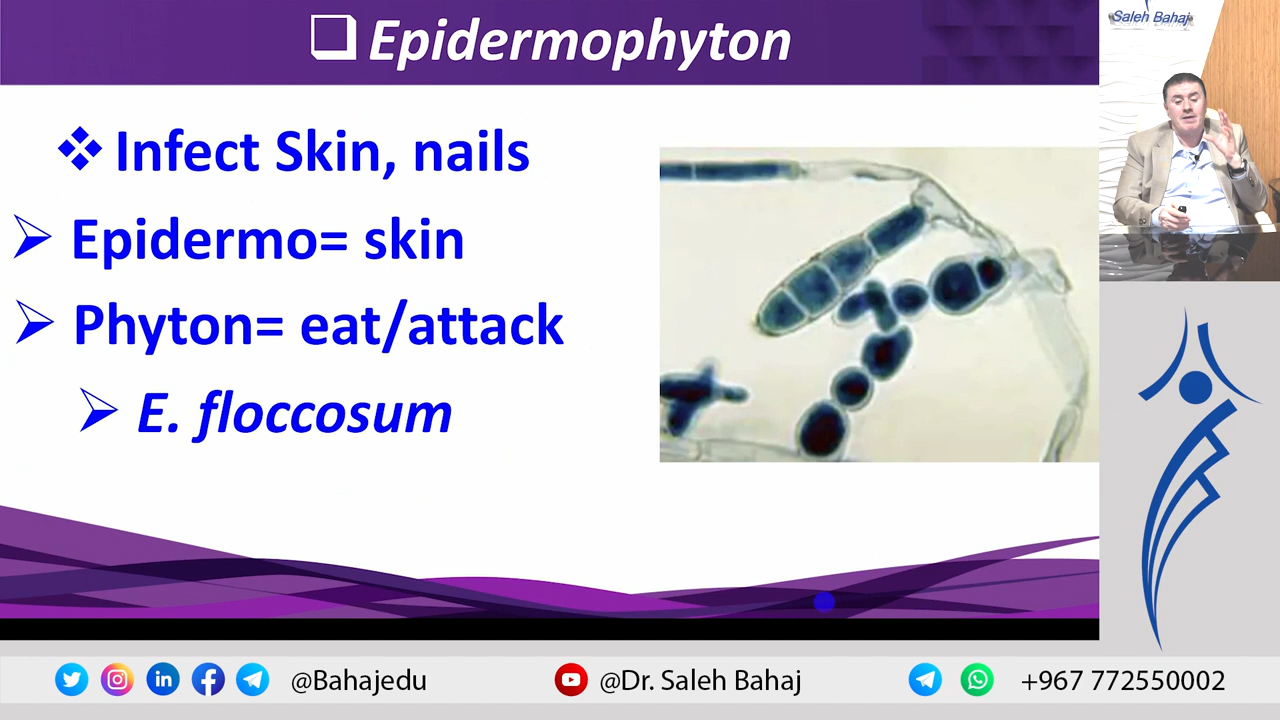 Epidermophyton
Infect Skin, nails
Epidermo= skin
Phyton= eat/attack
E. floccosum
Saleh Bahaj
@Bahajedu
@Dr. Saleh Bahaj
+967 772550002